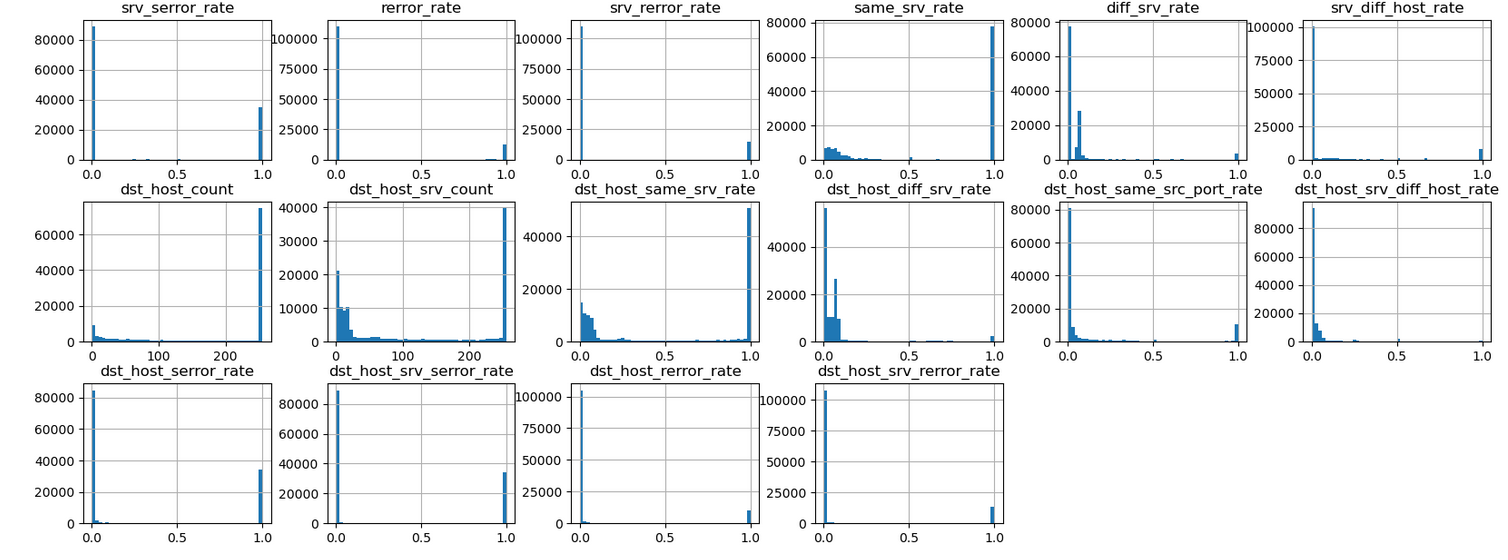 srv_serror_rate rerror_rate srv_rerror_rate same_srv_rate diff_srv_rate srv_diff_host_rate
80000 100000 100000 80000 80000 100000
60000 75000 75000 60000 60000 75000
40000 50000 50000 40000 40000 50000
20000 25000 25000 20000 20000 25000
0 0 0 0 0 0
0.0 0.5 1.0 0.0 0.5 1.0 0.0 0.5 1.0 0.0 0.5 1.0 0.0 0.5 1.0 0.0 0.5 1.0
dst_host_count dst_host_srv_count dst_host_same_srv_rate dst_host_diff_srv_rate dst_host_same_src_port_rate dst_host_srv_diff_host_rate
60000 40000 40000 40000 80000 80000
40000 30000 20000 20000 60000 60000
20000 20000 0 0 40000 40000
0 10000 20000 20000
0 0 0
0 100 200 0 100 200 0.0 0.5 1.0 0.0 0.5 1.0 0.0 0.5 1.0 0.0 0.5 1.0
dst_host_serror_rate dst_host_srv_serror_rate dst_host_rerror_rate dst_host_srv_rerror_rate
80000 80000 100000 100000
60000 60000 75000 75000
40000 40000 50000 50000
20000 20000 25000 25000
0 0 0 0
0.0 0.5 1.0 0.0 0.5 1.0 0.0 0.5 1.0 0.0 0.5 1.0